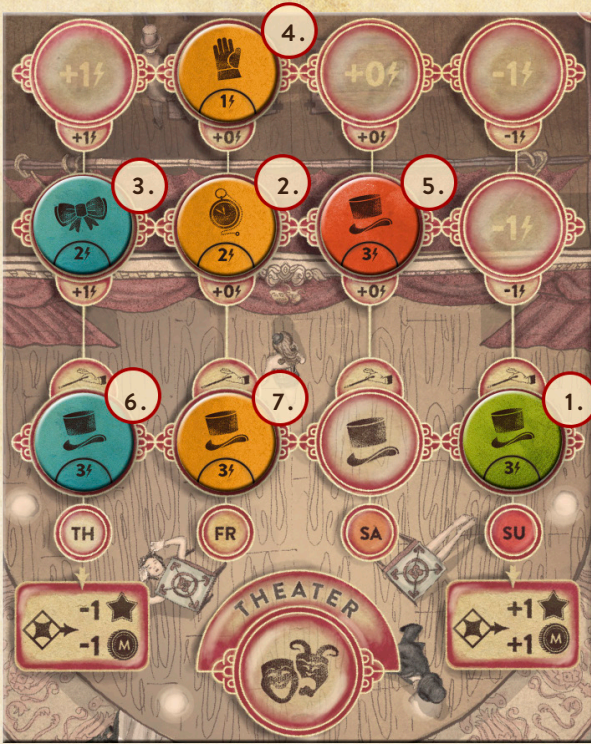 4.
+1⚡ 1⚡ +0⚡ -1⚡
+1⚡ +0⚡ +0⚡ -1⚡
3. 2. 5.
2⚡ 2⚡ 3⚡ -1⚡
+1⚡ +0⚡ +0⚡ -1⚡
6. 7. 1.
3⚡ 3⚡ 3⚡
TH FR SA SU
-1 +1
-1 M +1 M
THEATER